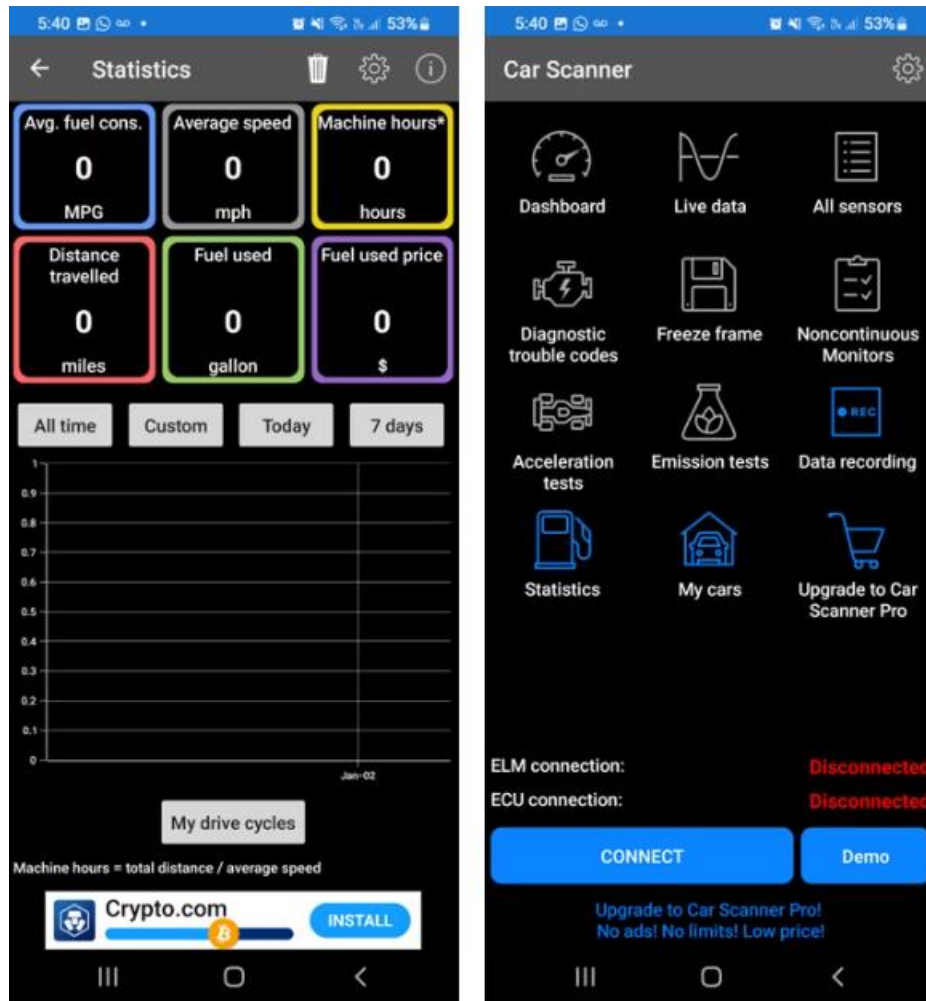 5:40
53%
Statistics
Avg. fuel cons.
0
MPG
Average speed
0
mph
Machine hours*
0
hours
Distance
travelled
0
miles
Fuel used
0
gallon
Fuel used price
0
$
All time
Custom
Today
7 days
1
0.9
0.8
0.7
0.6
0.5
0.4
0.3
0.2
0.1
0
Jan-02
My drive cycles
Machine hours = total distance / average speed
Crypto.com
INSTALL
5:40
53%
Car Scanner
Dashboard
Live data
All sensors
Diagnostic
trouble codes
Freeze frame
Noncontinuous
Monitors
Acceleration
tests
Emission tests
REC
Data recording
Statistics
My cars
Upgrade to Car
Scanner Pro
ELM connection:
Disconnected
ECU connection:
Disconnected
CONNECT
Demo
Upgrade to Car Scanner Pro!
No ads! No limits! Low price!